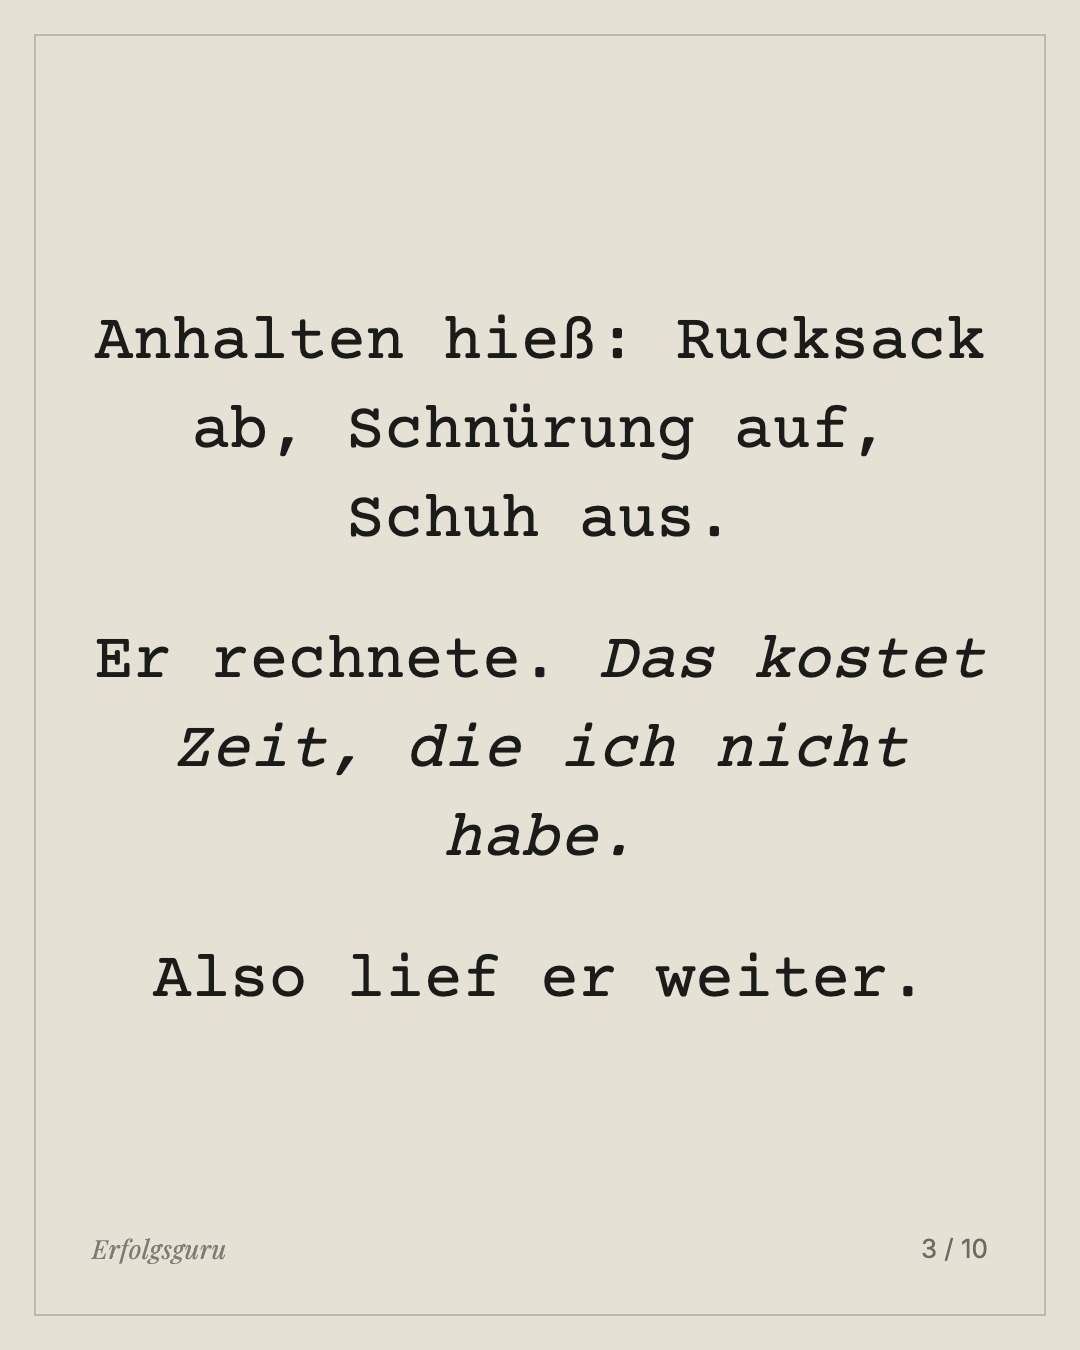 Anhalten hieß: Rucksack
ab, Schnürung auf,
Schuh aus.
Er rechnete. Das kostet
Zeit, die ich nicht
habe.
Also lief er weiter.
Erfolgsguru
3 / 10